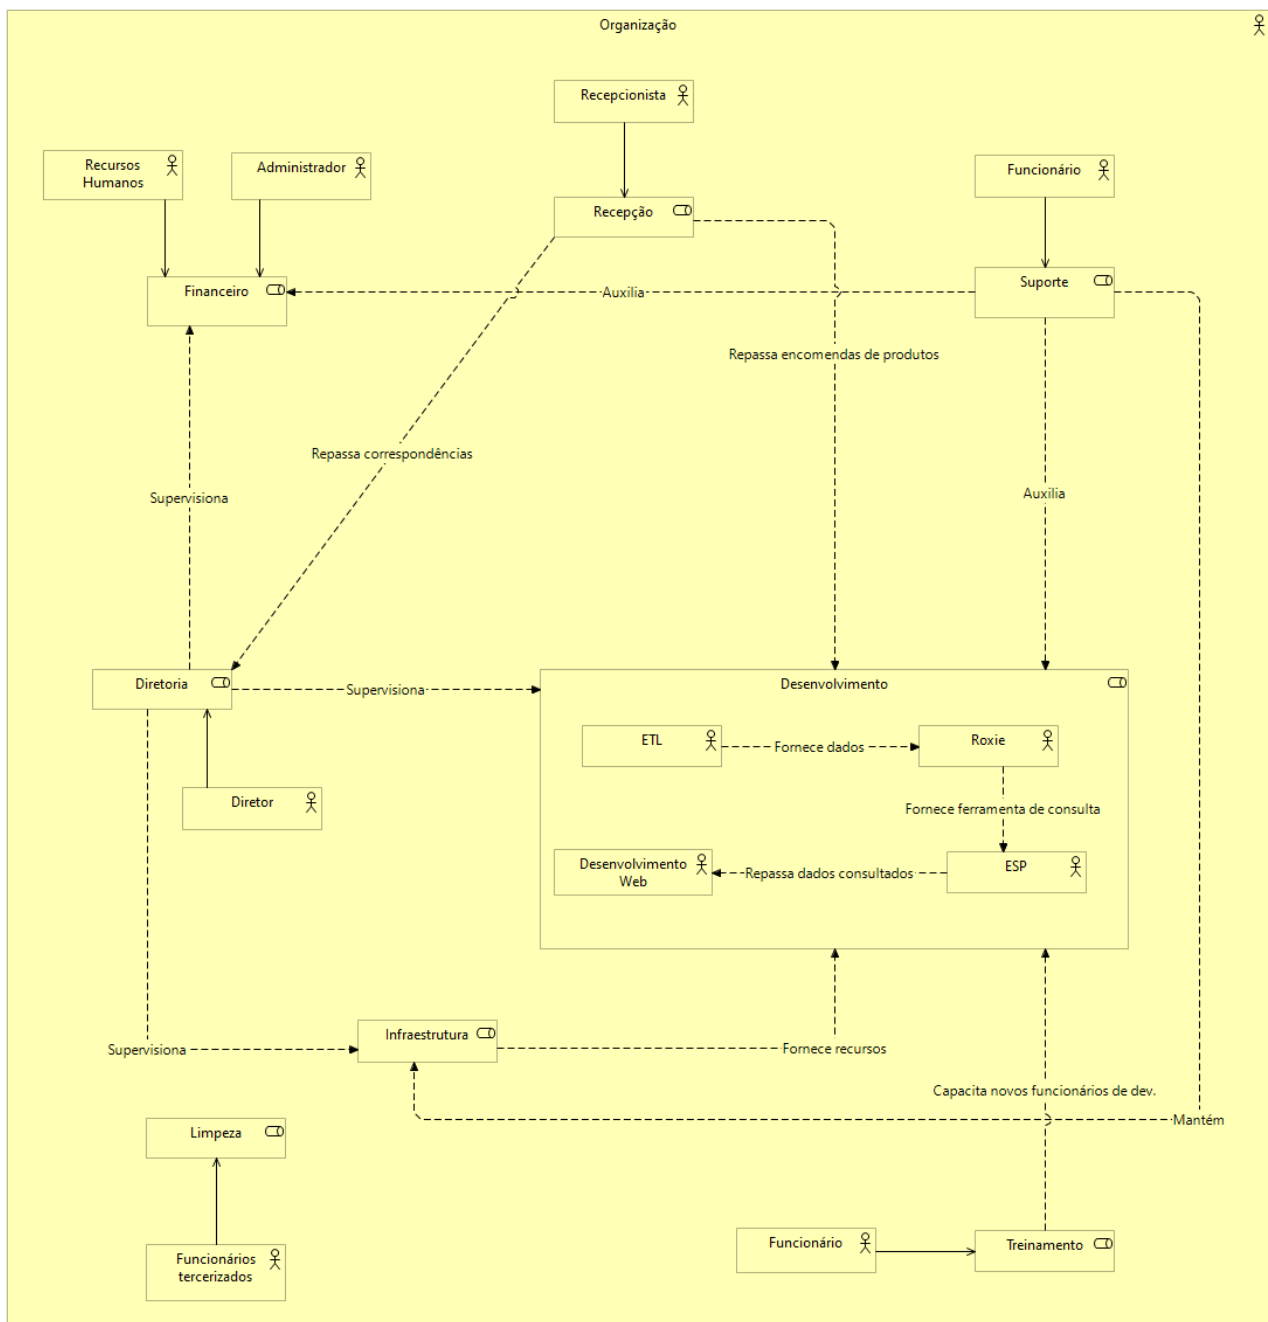 Organização
Recepcionista
Recursos
Humanos
Administrador
Funcionário
Recepção
Financeiro
Suporte
Auxilia
Repassa encomendas de produtos
Repassa correspondências
Supervisiona
Auxilia
Diretoria
Supervisiona
Desenvolvimento
ETL
Fornece dados
Roxie
Diretor
Fornece ferramenta de consulta
Desenvolvimento
Web
Repassa dados consultados
ESP
Infraestrutura
Supervisiona
Fornece recursos
Capacita novos funcionários de dev.
Mantém
Limpeza
Funcionário
Treinamento
Funcionários
tercerizados